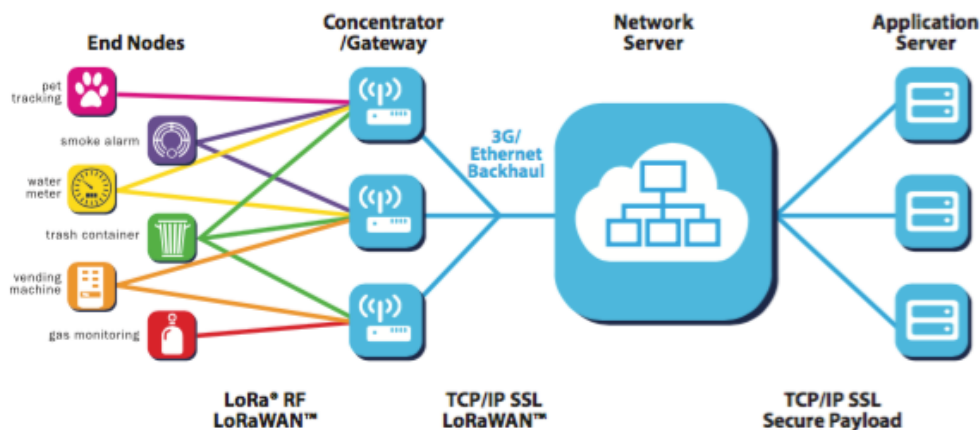 End Nodes
Concentrator
/Gateway
Network
Server
Application
Server
pet
tracking
smoke alarm
water
meter
trash container
vending
machine
gas monitoring
3G/
Ethernet
Backhaul
LoRa® RF
LoRaWAN™
TCP/IP SSL
LoRaWAN™
TCP/IP SSL
Secure Payload